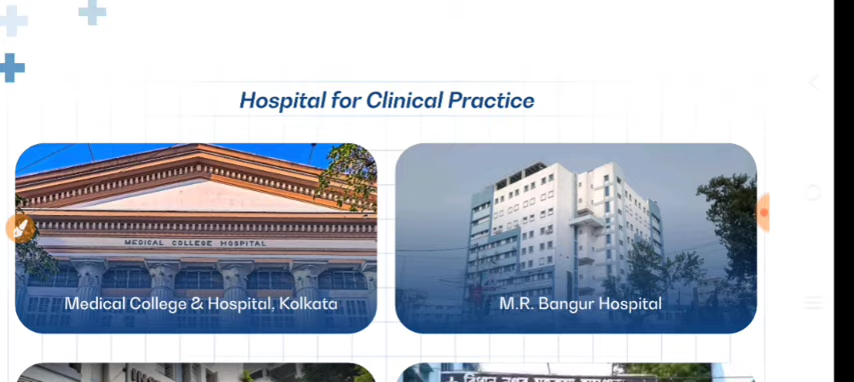 Hospital for Clinical Practice
MEDICAL COLLEGE HOSPITAL
Medical College & Hospital, Kolkata
M.R. Bangur Hospital